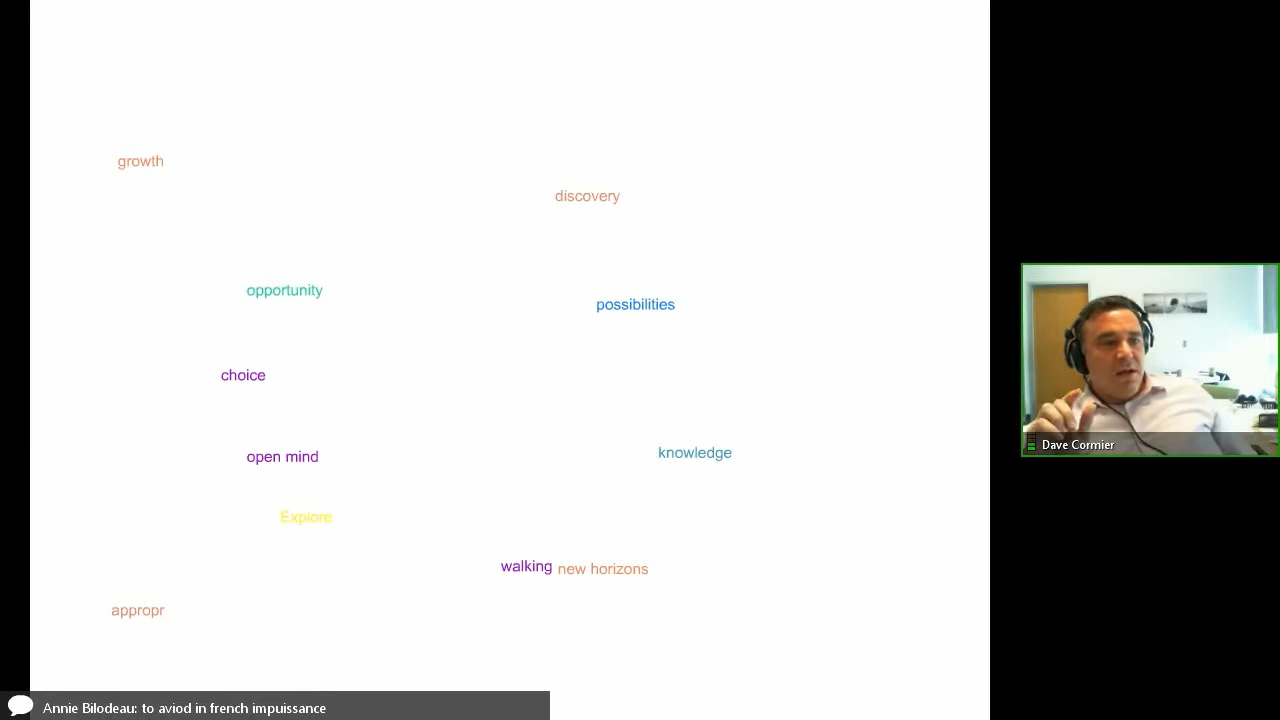 growth
discovery
opportunity
possibilities
choice
knowledge
open mind
Explore
walking
new horizons
appropr
Dave Cormier
Annie Bilodeau: to aviod in french impuissance